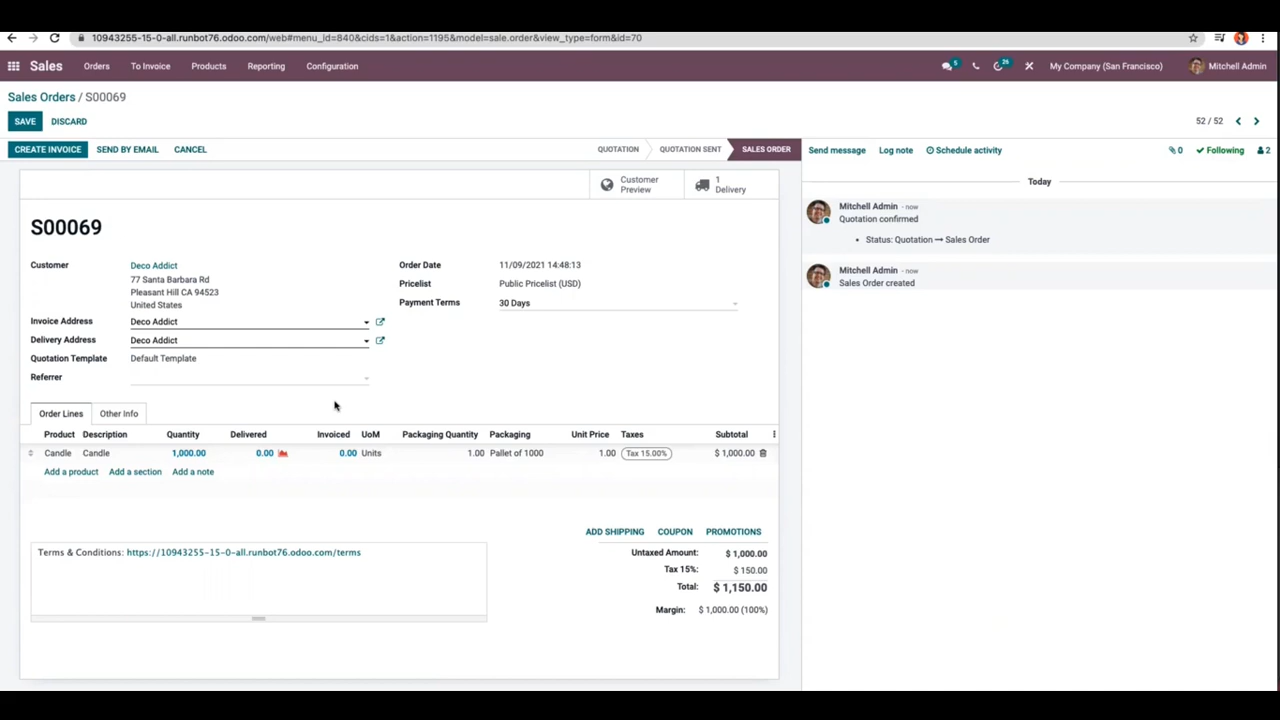 10943255-15-0-all.runbot76.odoo.com/web#menu_id=840&cids=1&action=1195&model=sale.order&view_type=form&id=70
Sales Orders To Invoice Products Reporting Configuration 5 26 My Company (San Francisco) Mitchell Admin
Sales Orders / S00069
SAVE DISCARD 52 / 52
CREATE INVOICE SEND BY EMAIL CANCEL QUOTATION QUOTATION SENT SALES ORDER Send message Log note Schedule activity 0 Following 2
Customer Preview 1 Delivery
Today
S00069
Mitchell Admin - now
Quotation confirmed
Status: Quotation → Sales Order
Mitchell Admin - now
Sales Order created
Customer Deco Addict
77 Santa Barbara Rd
Pleasant Hill CA 94523
United States
Invoice Address Deco Addict
Delivery Address Deco Addict
Quotation Template Default Template
Referrer
Order Date 11/09/2021 14:48:13
Pricelist Public Pricelist (USD)
Payment Terms 30 Days
Order Lines Other Info
Product Description Quantity Delivered Invoiced UoM Packaging Quantity Packaging Unit Price Taxes Subtotal
Candle Candle 1,000.00 0.00 0.00 Units 1.00 Pallet of 1000 1.00 Tax 15.00% $ 1,000.00
Add a product Add a section Add a note
ADD SHIPPING COUPON PROMOTIONS
Terms & Conditions: https://10943255-15-0-all.runbot76.odoo.com/terms
Untaxed Amount: $ 1,000.00
Tax 15%: $ 150.00
Total: $ 1,150.00
Margin: $ 1,000.00 (100%)